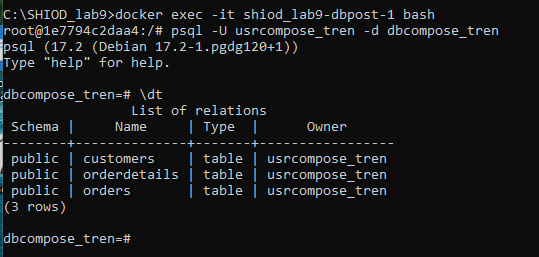 C:\SHIOD_lab9>docker exec -it shiod_lab9-dbpost-1 bash
root@1e7794c2daa4:/# psql -U usrcompose_tren -d dbcompose_tren
psql (17.2 (Debian 17.2-1.pgdg120+1))
Type "help" for help.

dbcompose_tren=# \dt
                List of relations
 Schema |     Name     | Type  |      Owner
--------+--------------+-------+-----------------
 public | customers    | table | usrcompose_tren
 public | orderdetails | table | usrcompose_tren
 public | orders       | table | usrcompose_tren
(3 rows)

dbcompose_tren=#